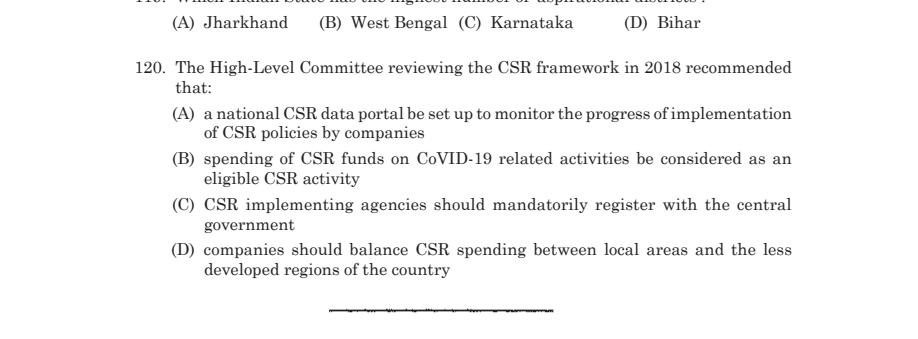 (A) Jharkhand (B) West Bengal (C) Karnataka (D) Bihar
120. The High-Level Committee reviewing the CSR framework in 2018 recommended
that:
(A) a national CSR data portal be set up to monitor the progress of implementation
of CSR policies by companies
(B) spending of CSR funds on CoVID-19 related activities be considered as an
eligible CSR activity
(C) CSR implementing agencies should mandatorily register with the central
government
(D) companies should balance CSR spending between local areas and the less
developed regions of the country